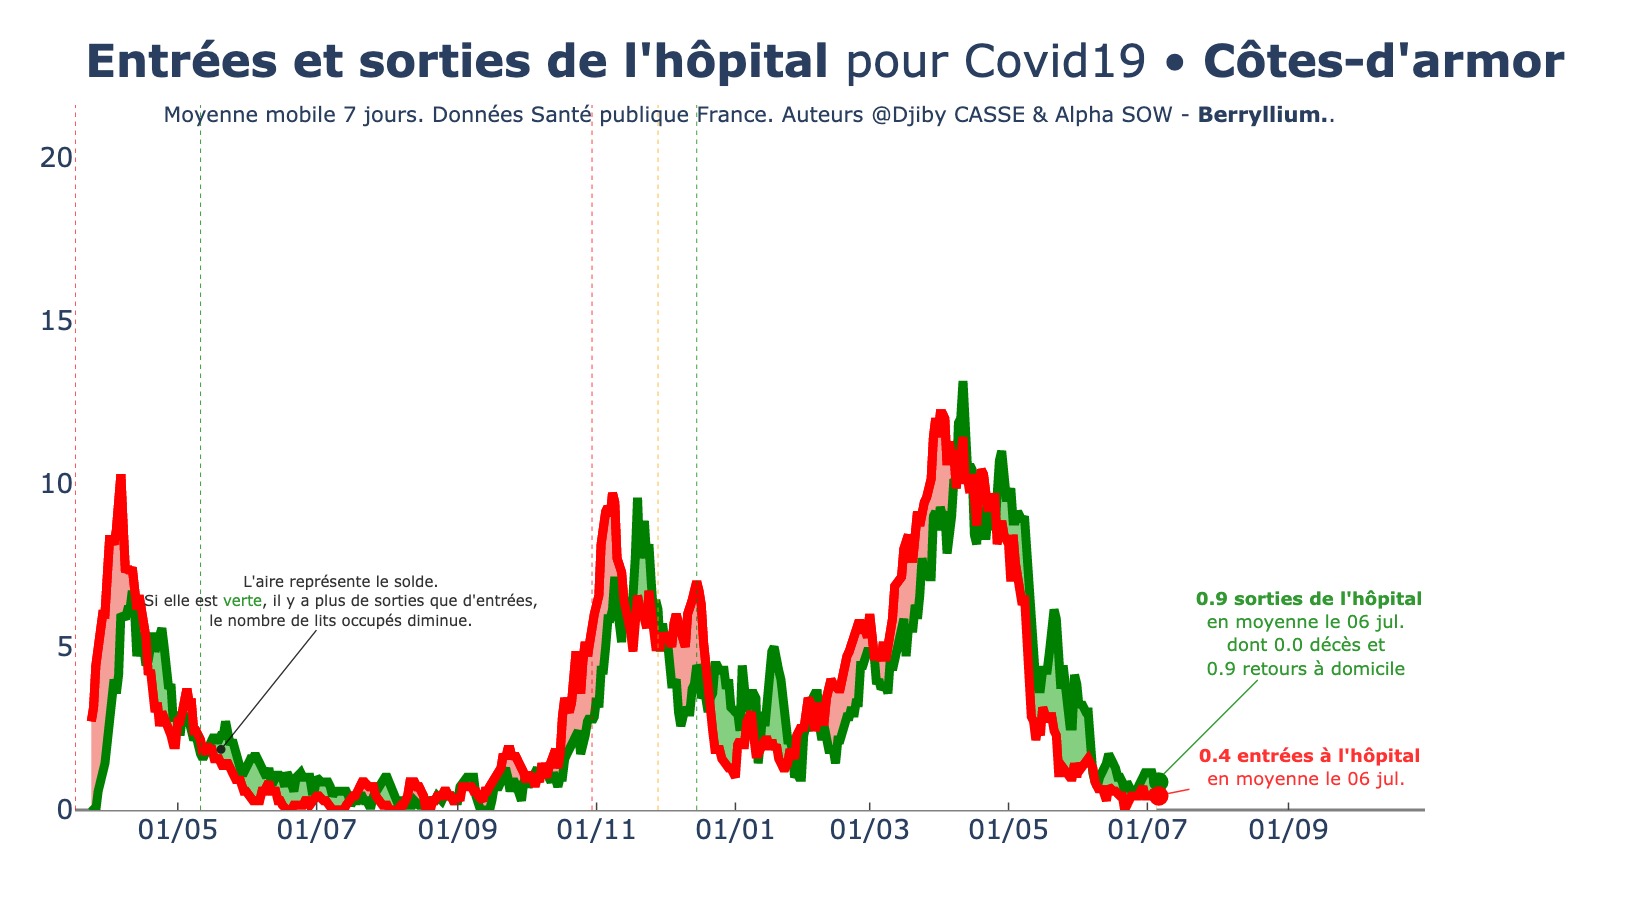 Entrées et sorties de l'hôpital pour Covid19 • Côtes-d'armor
Moyenne mobile 7 jours. Données Santé publique France. Auteurs @Djiby CASSE & Alpha SOW - Berryllium..
20
15
10
5
0
L'aire représente le solde.
Si elle est verte, il y a plus de sorties que d'entrées,
le nombre de lits occupés diminue.
0.9 sorties de l'hôpital
en moyenne le 06 jul.
dont 0.0 décès et
0.9 retours à domicile
0.4 entrées à l'hôpital
en moyenne le 06 jul.
01/05 01/07 01/09 01/11 01/01 01/03 01/05 01/07 01/09